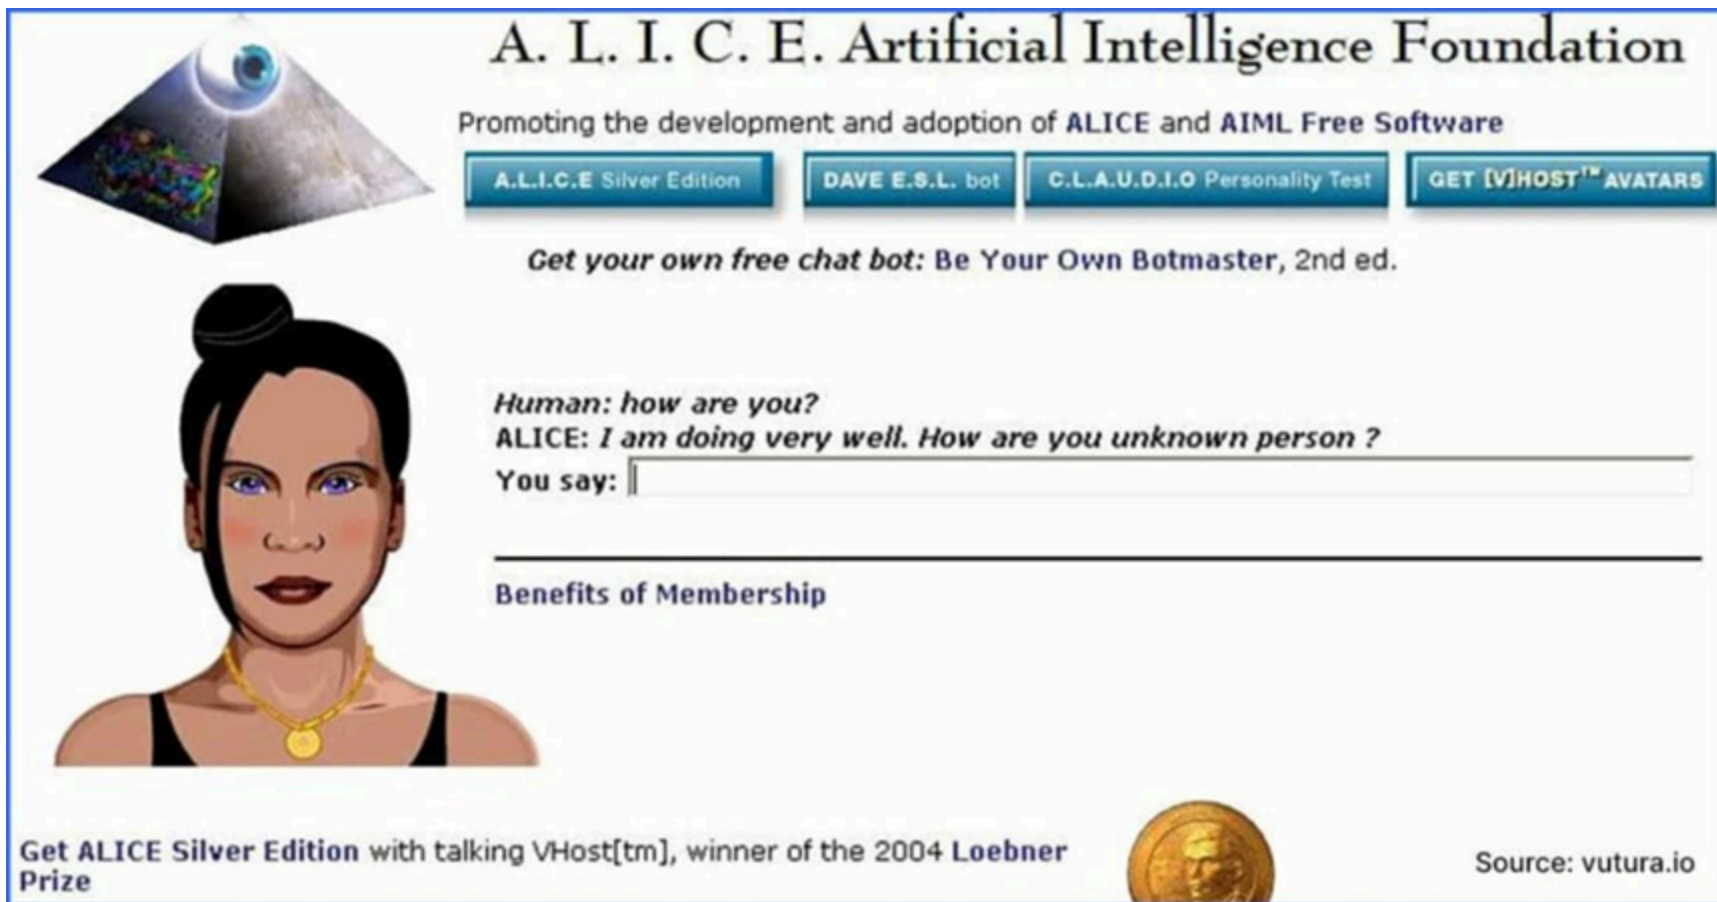 A. L. I. C. E. Artificial Intelligence Foundation
Promoting the development and adoption of ALICE and AIML Free Software
A.L.I.C.E Silver Edition
DAVE E.S.L. bot
C.L.A.U.D.I.O Personality Test
GET [V]HOST™ AVATARS
Get your own free chat bot: Be Your Own Botmaster, 2nd ed.
Human: how are you?
ALICE: I am doing very well. How are you unknown person ?
You say:
Benefits of Membership
Get ALICE Silver Edition with talking VHost[tm], winner of the 2004 Loebner
Prize
Source: vutura.io